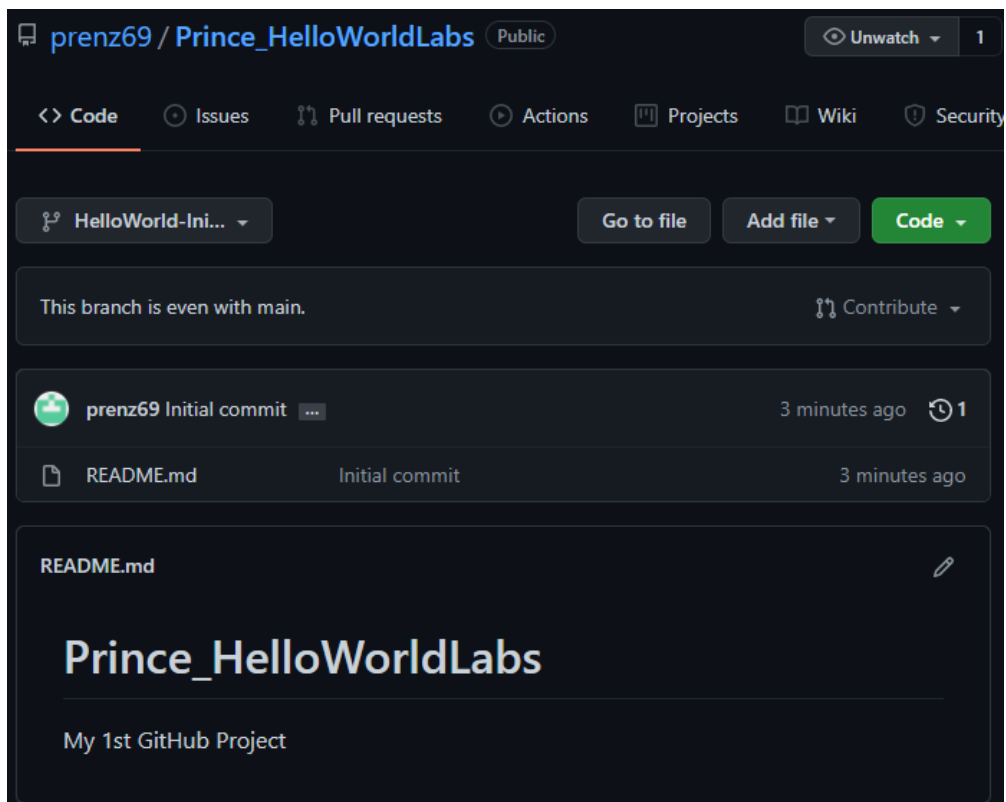 prenz69 / Prince_HelloWorldLabs Public Unwatch 1
<> Code Issues Pull requests Actions Projects Wiki Security
HelloWorld-Ini... Go to file Add file Code
This branch is even with main. Contribute
prenz69 Initial commit ... 3 minutes ago 1
README.md Initial commit 3 minutes ago
README.md
Prince_HelloWorldLabs
My 1st GitHub Project